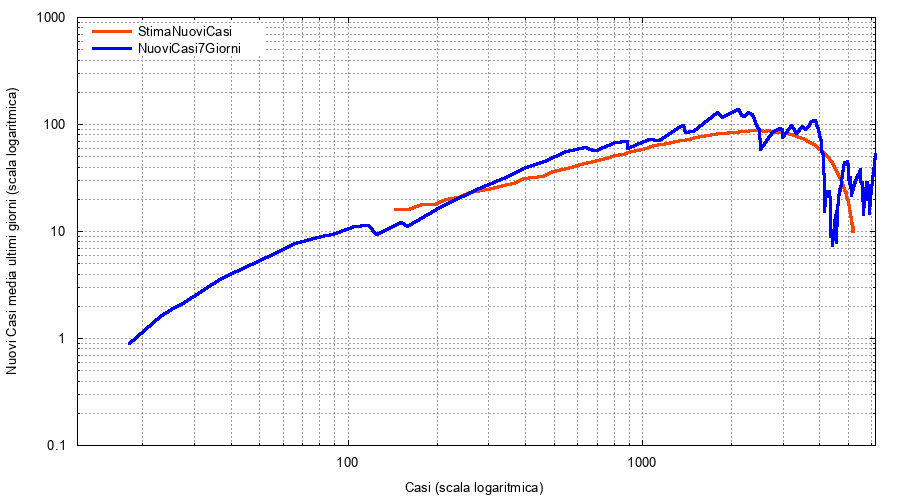 1000
100
10
1
0.1
StimaNuoviCasi
NuoviCasi7Giorni
Nuovi Casi media ultimi giorni (scala logaritmica)
100
1000
Casi (scala logaritmica)